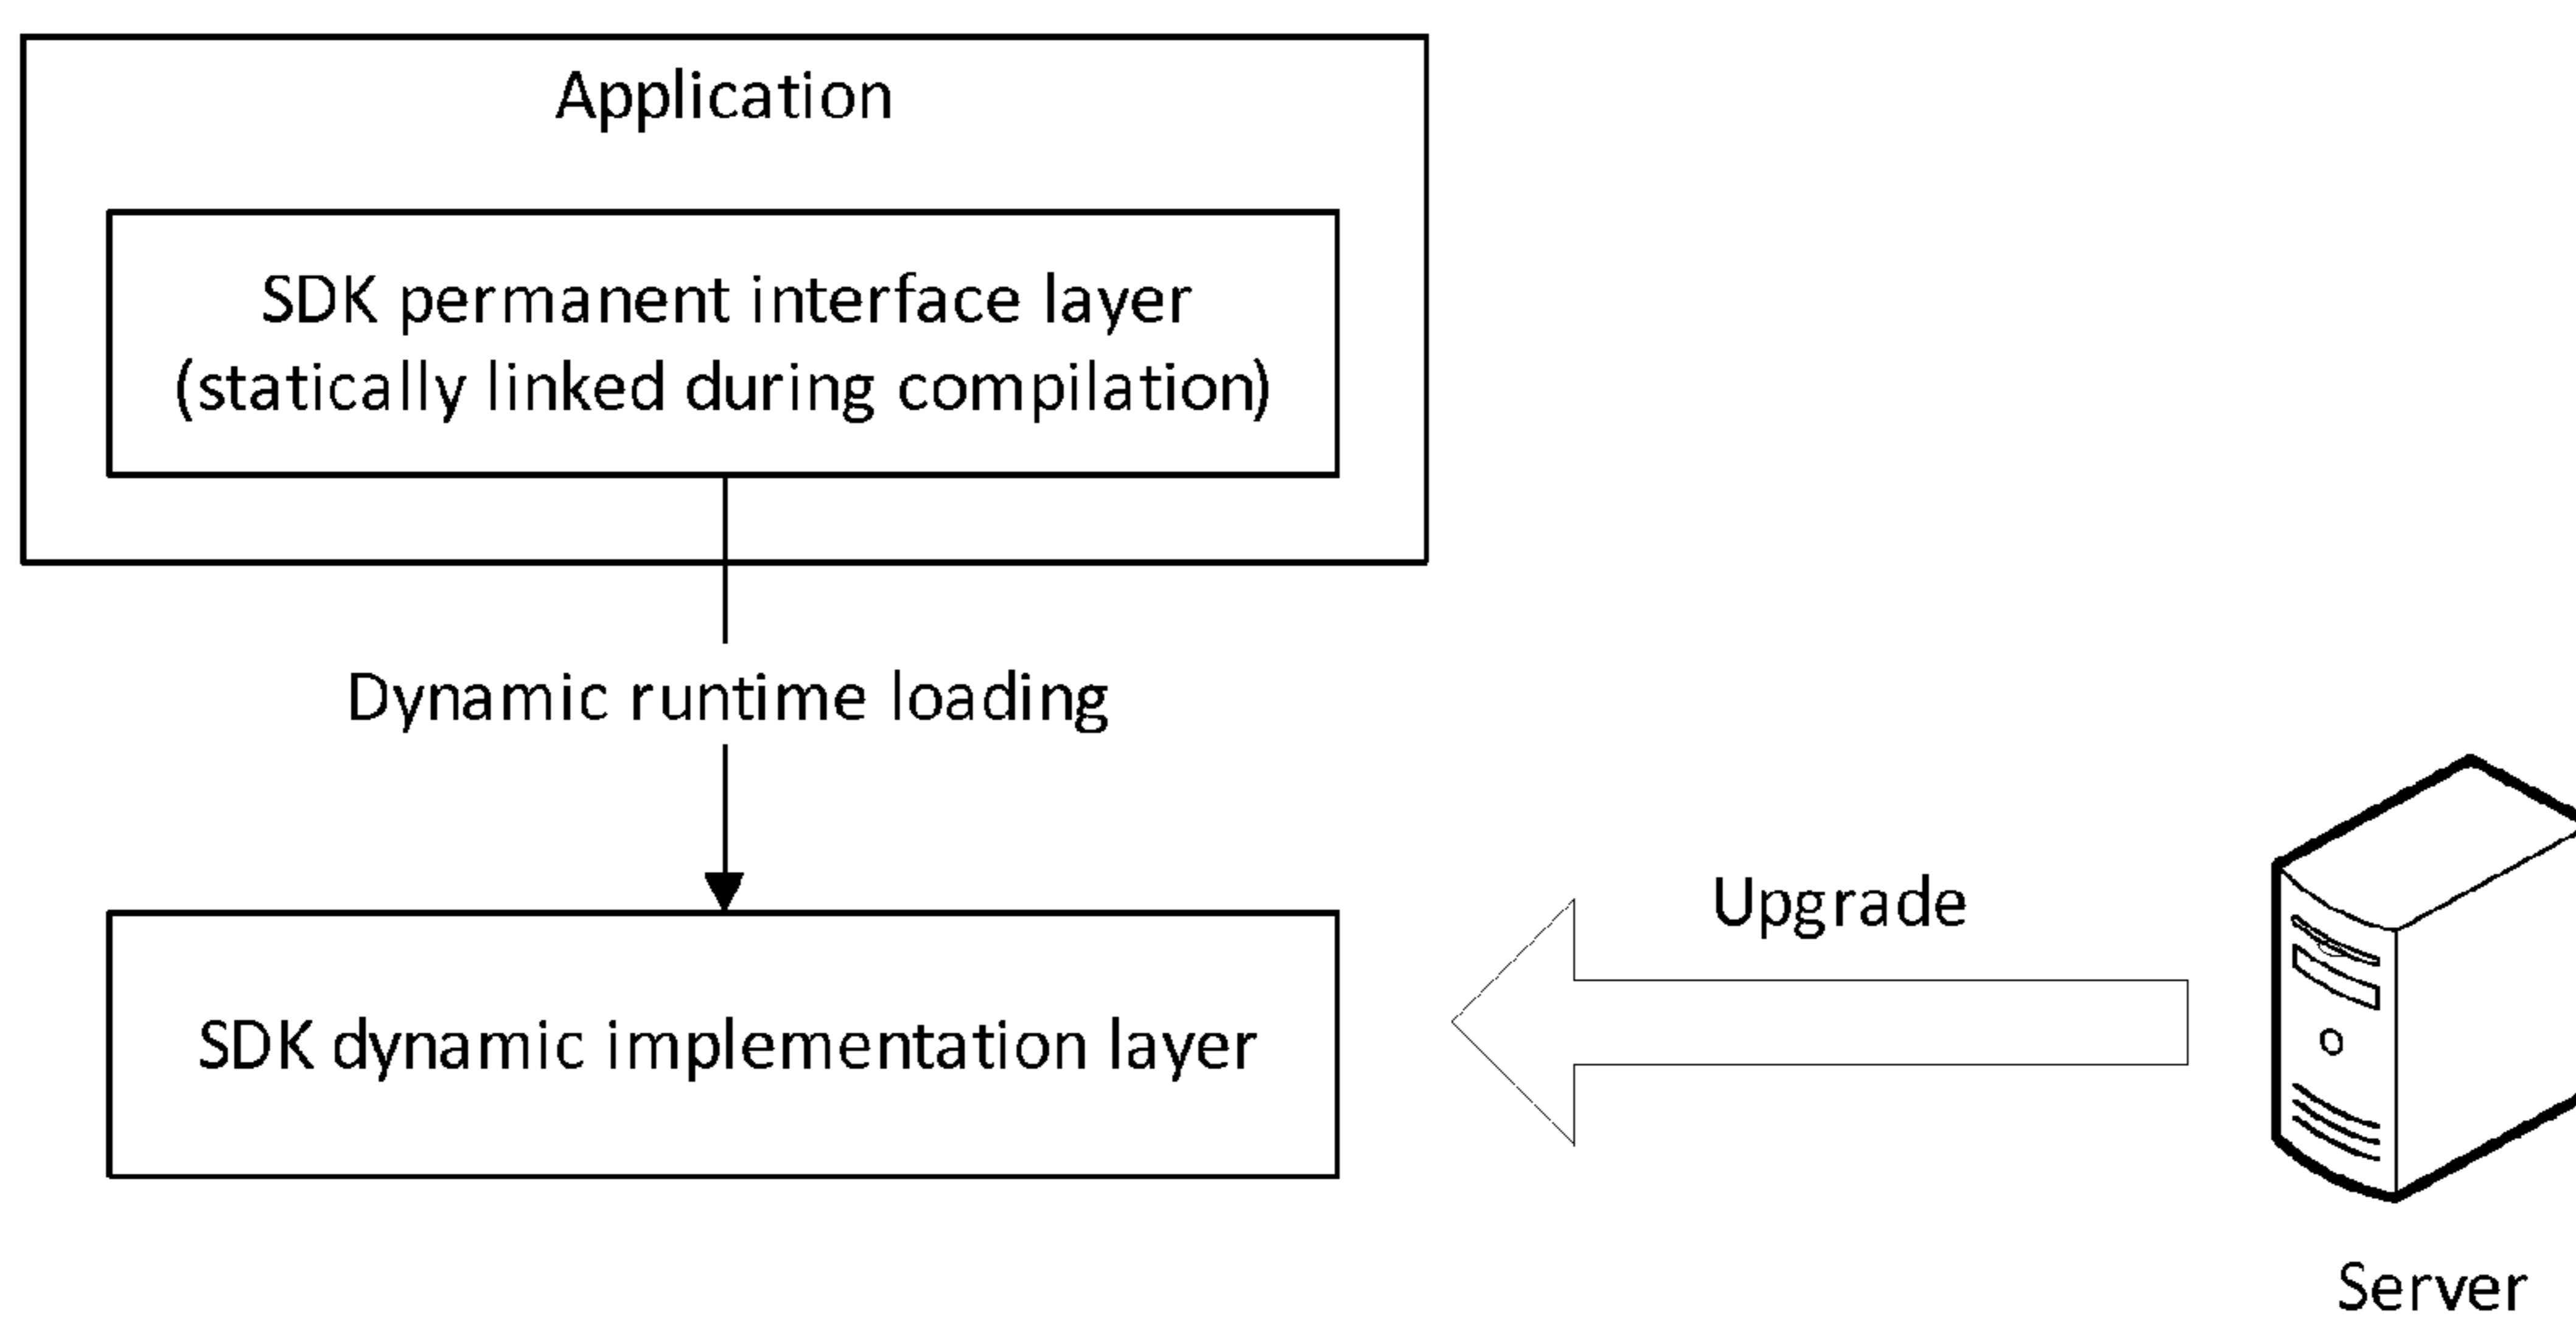 Application
SDK permanent interface layer
(statically linked during compilation)
Dynamic runtime loading
Upgrade
SDK dynamic implementation layer
Server